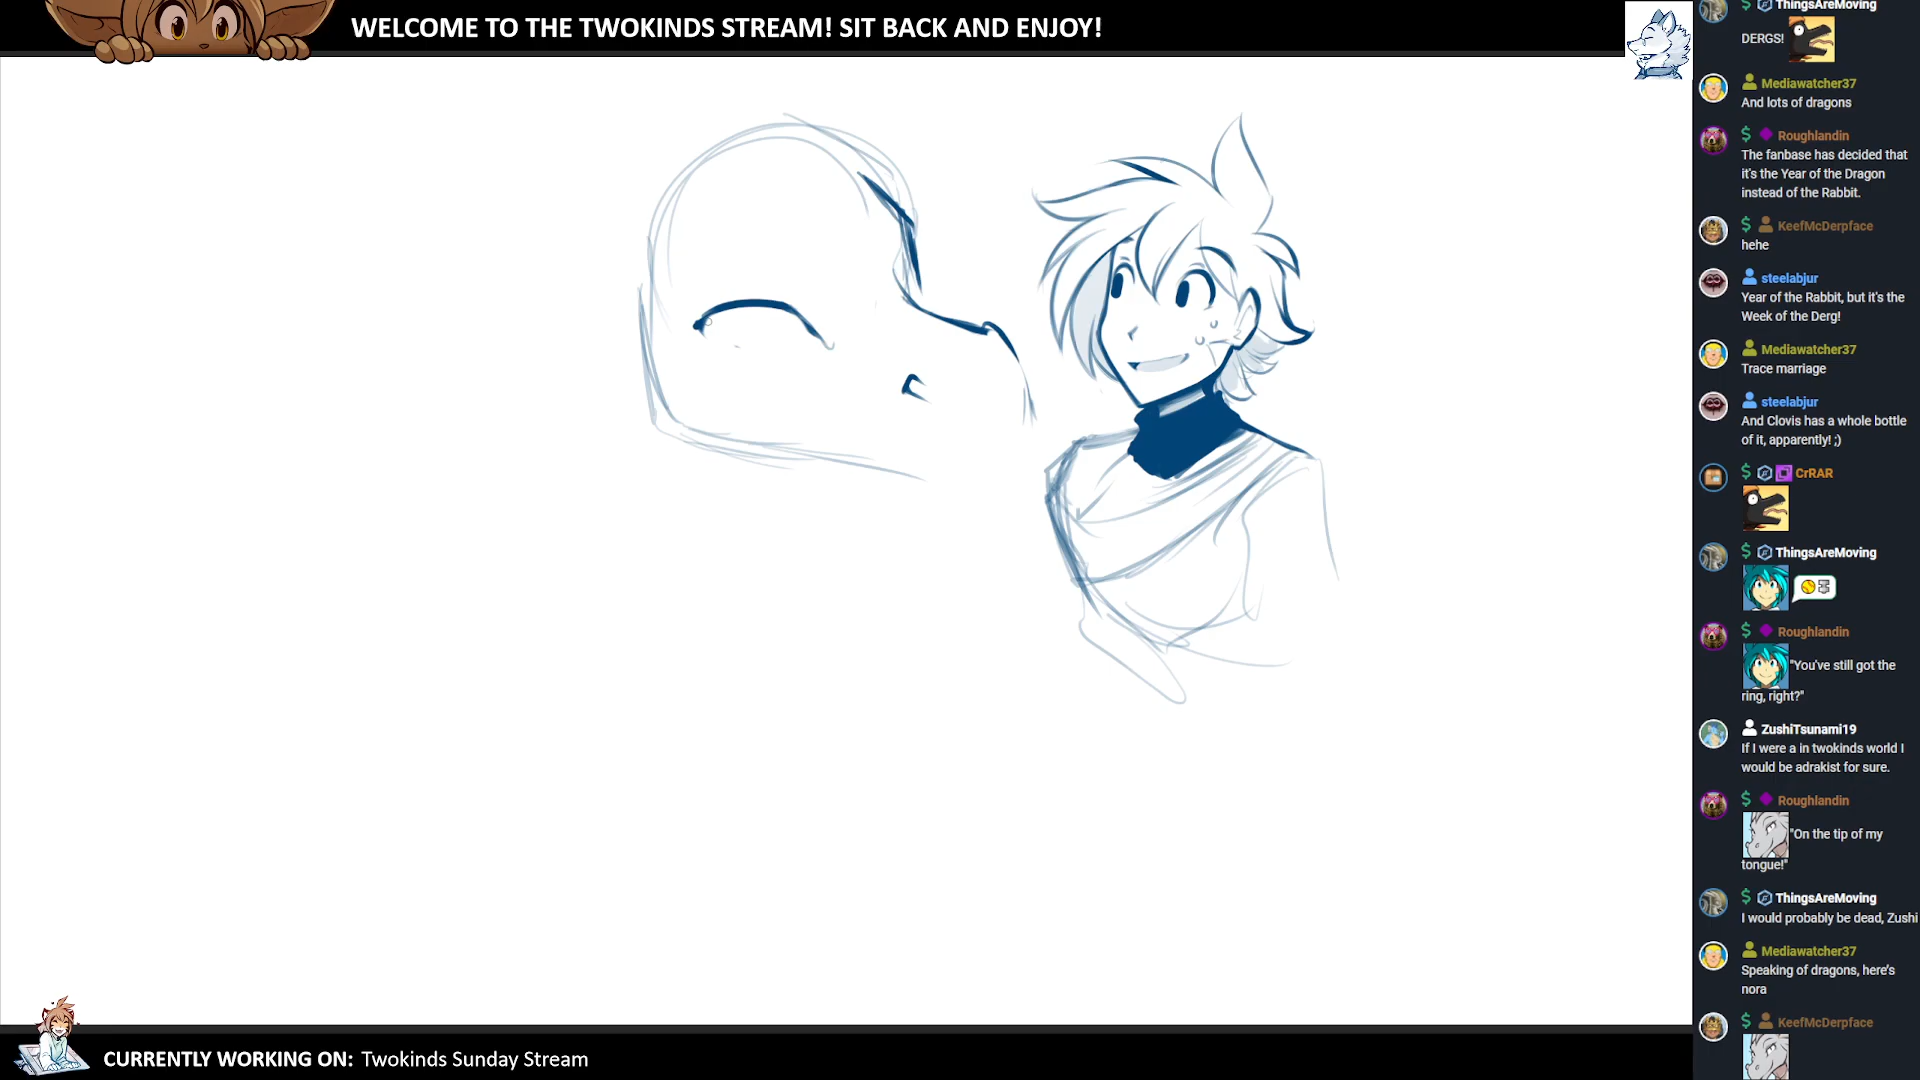 WELCOME TO THE TWOKINDS STREAM! SIT BACK AND ENJOY!
ThingsAreMoving
DERGS!
Mediawatcher37
And lots of dragons
Roughlandin
The fanbase has decided that
it's the Year of the Dragon
instead of the Rabbit.
KeefMcDerpface
hehe
steelabjur
Year of the Rabbit, but it's the
Week of the Derg!
Mediawatcher37
Trace marriage
steelabjur
And Clovis has a whole bottle
of it, apparently! ;)
CrRAR
ThingsAreMoving
Roughlandin
"You've still got the
ring, right?"
ZushiTsunami19
If I were a in twokinds world I
would be adrakist for sure.
Roughlandin
"On the tip of my
tongue!"
ThingsAreMoving
I would probably be dead, Zushi
Mediawatcher37
Speaking of dragons, here's
nora
KeefMcDerpface
CURRENTLY WORKING ON: Twokinds Sunday Stream